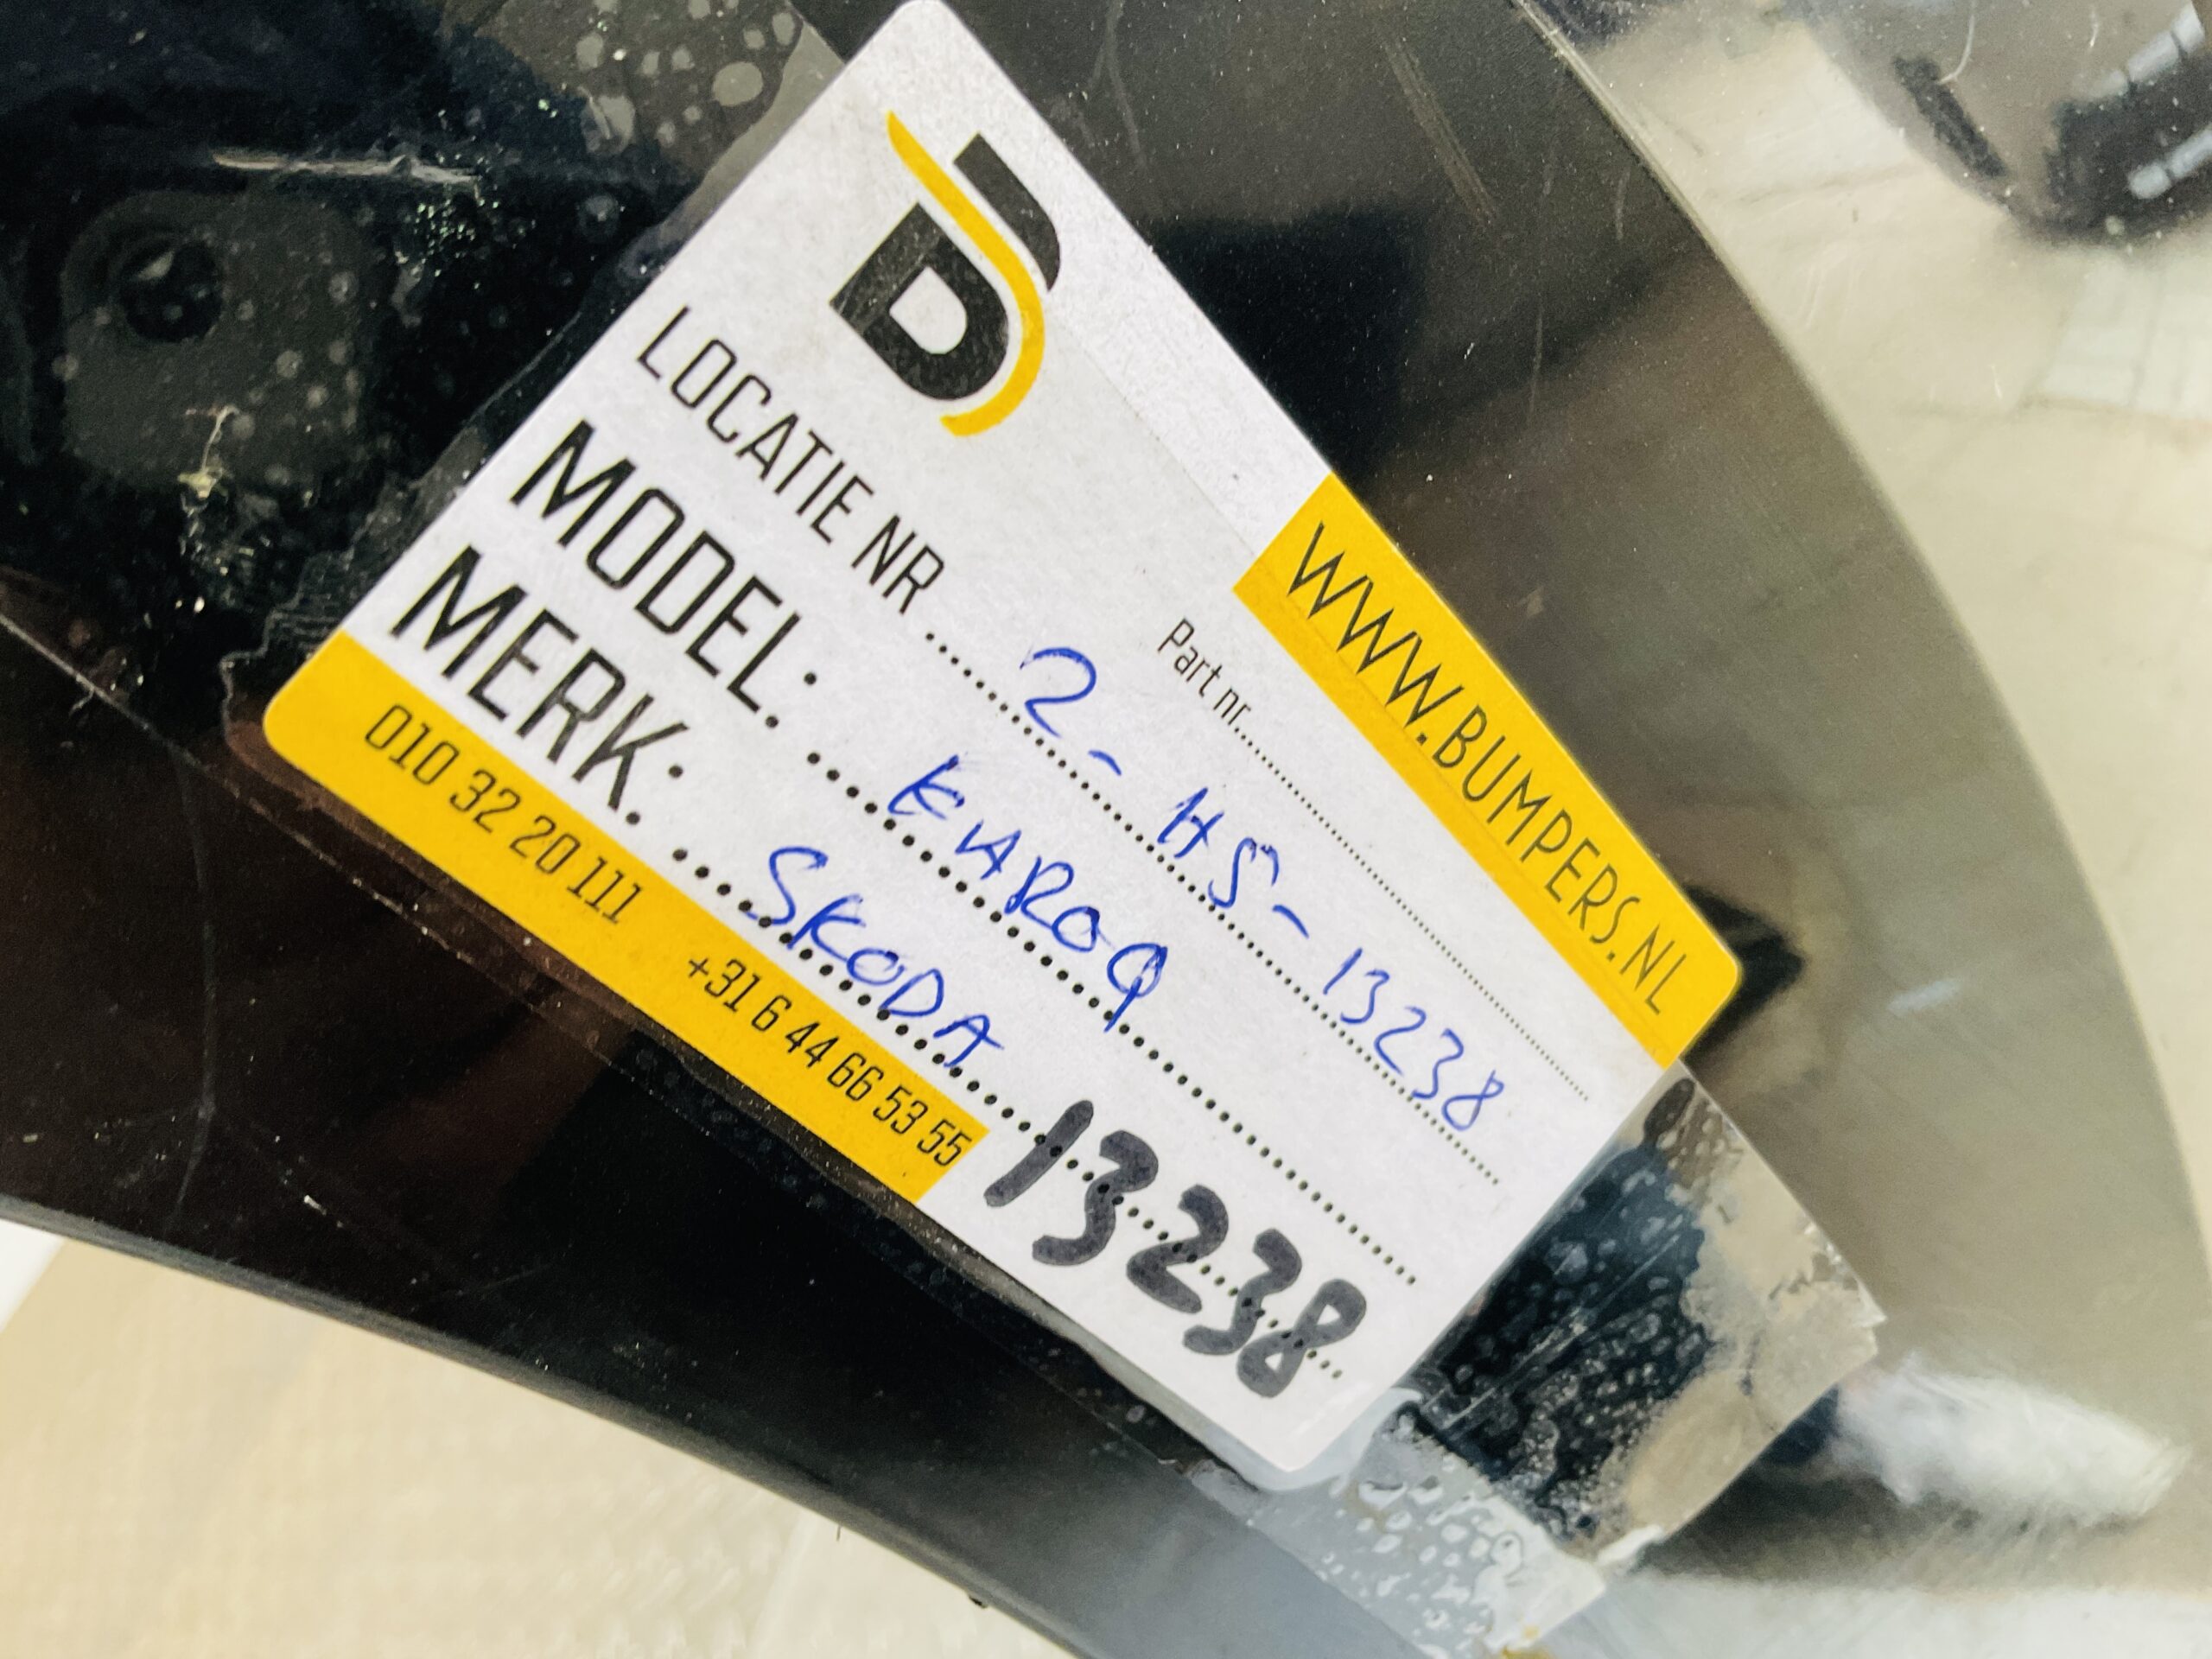 B
WWW.BUMPERS.NL
Part nr.
LOCATIE NR 2-HS-13238
MODEL: KAROQ
MERK: SKODA
13238
010 32 20 111 +31 6 44 66 53 55